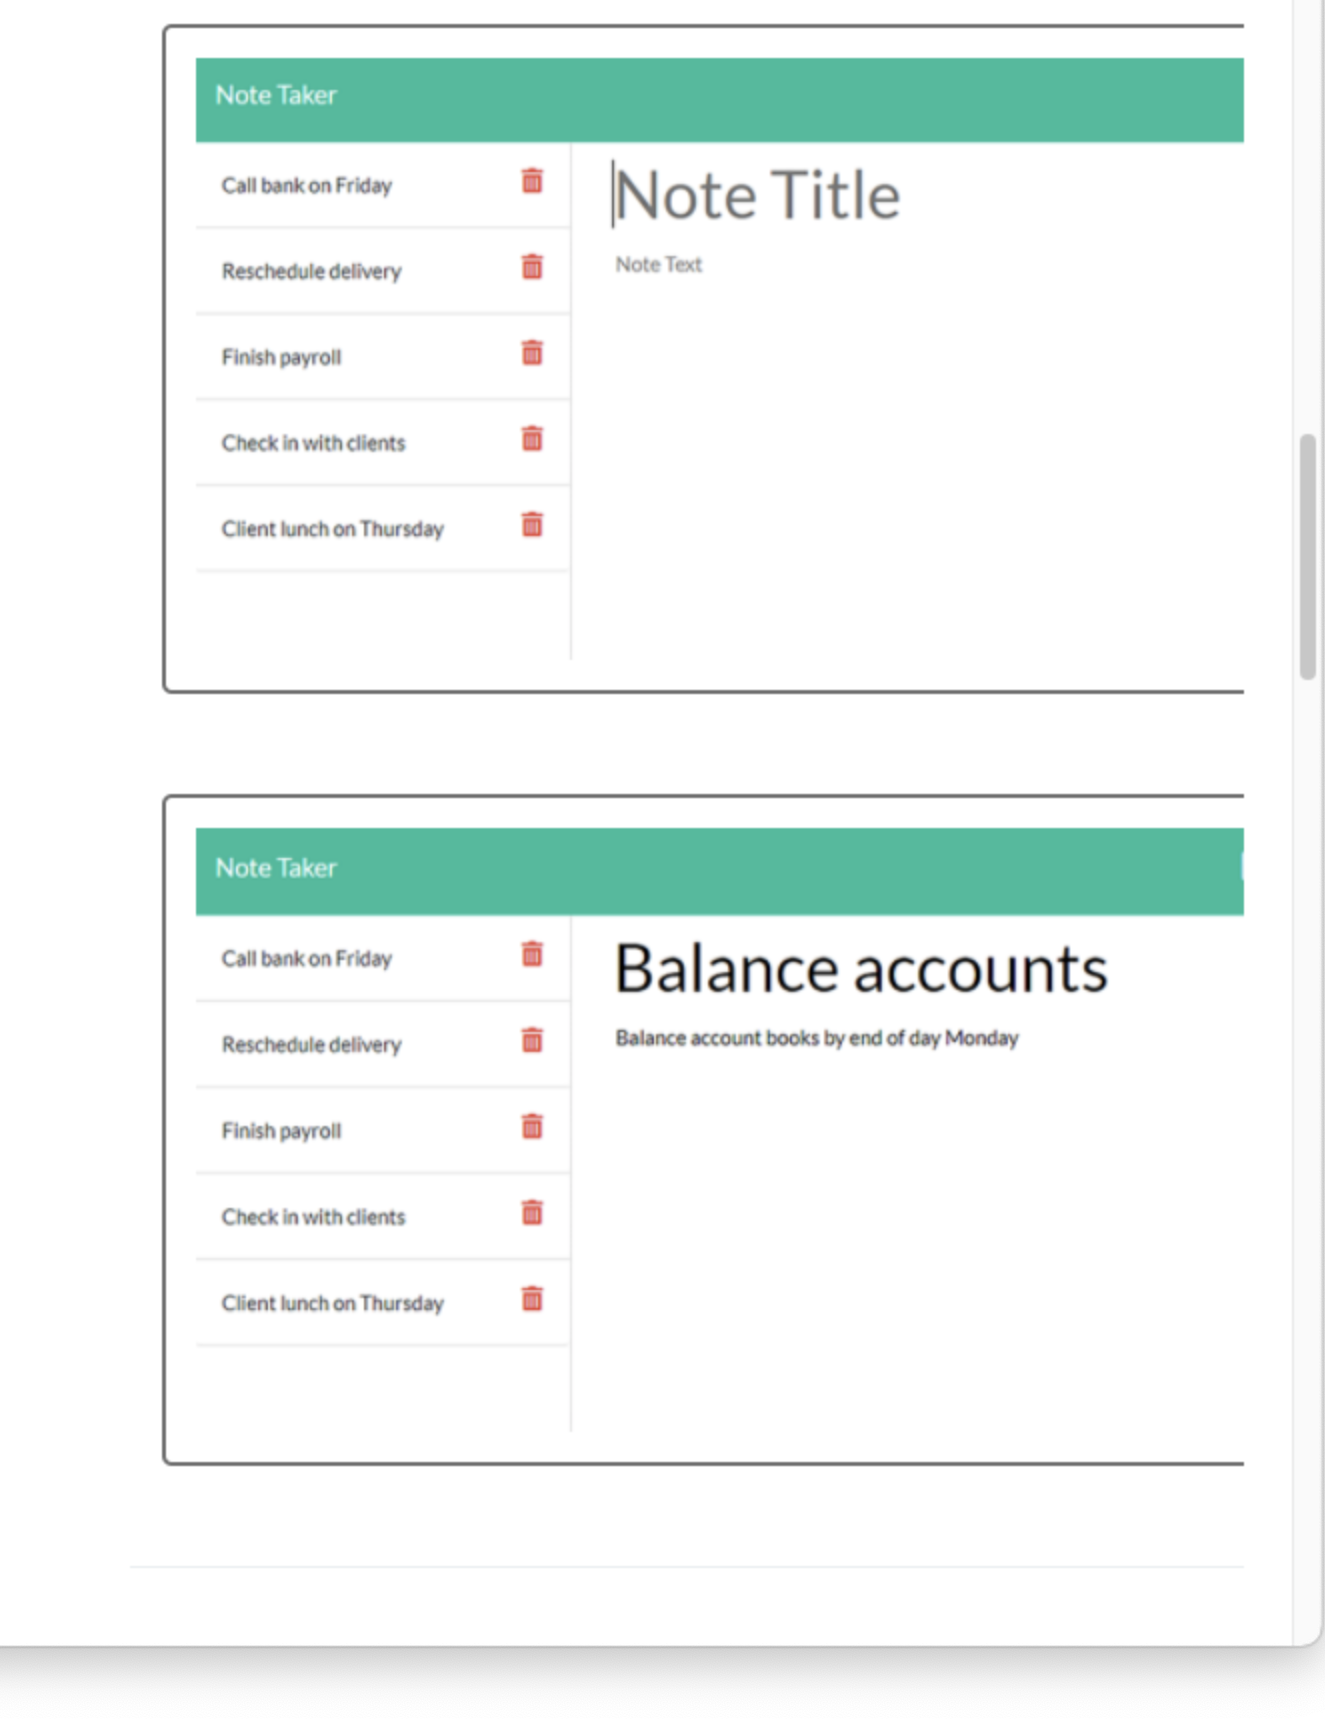 Note Taker
Call bank on Friday
Reschedule delivery
Finish payroll
Check in with clients
Client lunch on Thursday
Note Title
Note Text
Note Taker
Call bank on Friday
Reschedule delivery
Finish payroll
Check in with clients
Client lunch on Thursday
Balance accounts
Balance account books by end of day Monday